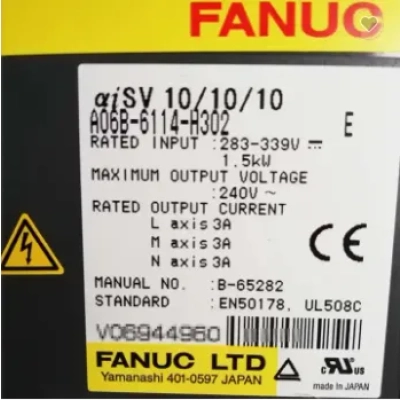 FANUC
αiSV 10/10/10
A06B-6114-H302 E
RATED INPUT :283-339V ⎓
1.5kW
MAXIMUM OUTPUT VOLTAGE
:240V ~
RATED OUTPUT CURRENT
L axis 3A
M axis 3A
N axis 3A
CE
MANUAL NO. :B-65282
STANDARD :EN50178, UL508C
V06944960
FANUC LTD
Yamanashi 401-0597 JAPAN
c RU us
made in JAPAN